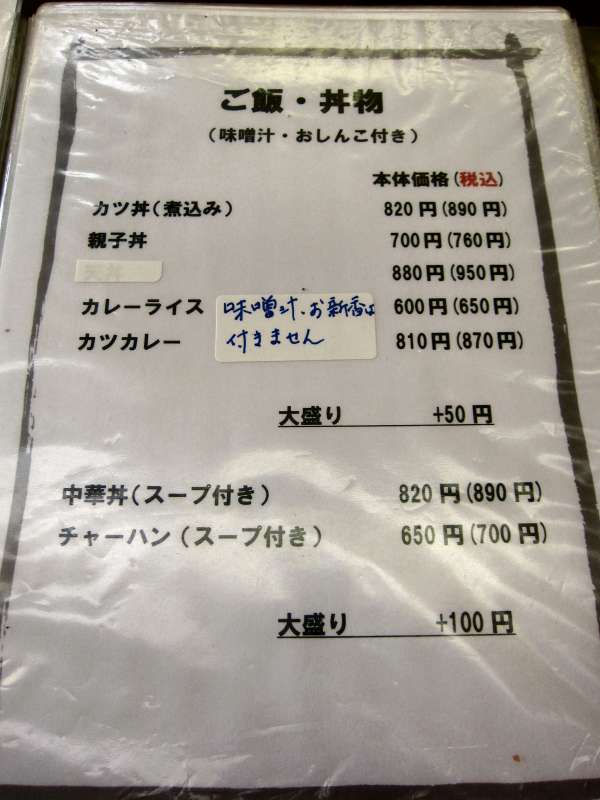 ご飯・丼物
(味噌汁・おしんこ付き)
本体価格(税込)
カツ丼(煮込み) 820円(890円)
親子丼 700円(760円)
天丼 880円(950円)
カレーライス 600円(650円)
カツカレー 810円(870円)
味噌汁、お新香は
付きません
大盛り +50円
中華丼(スープ付き) 820円(890円)
チャーハン(スープ付き) 650円(700円)
大盛り +100円